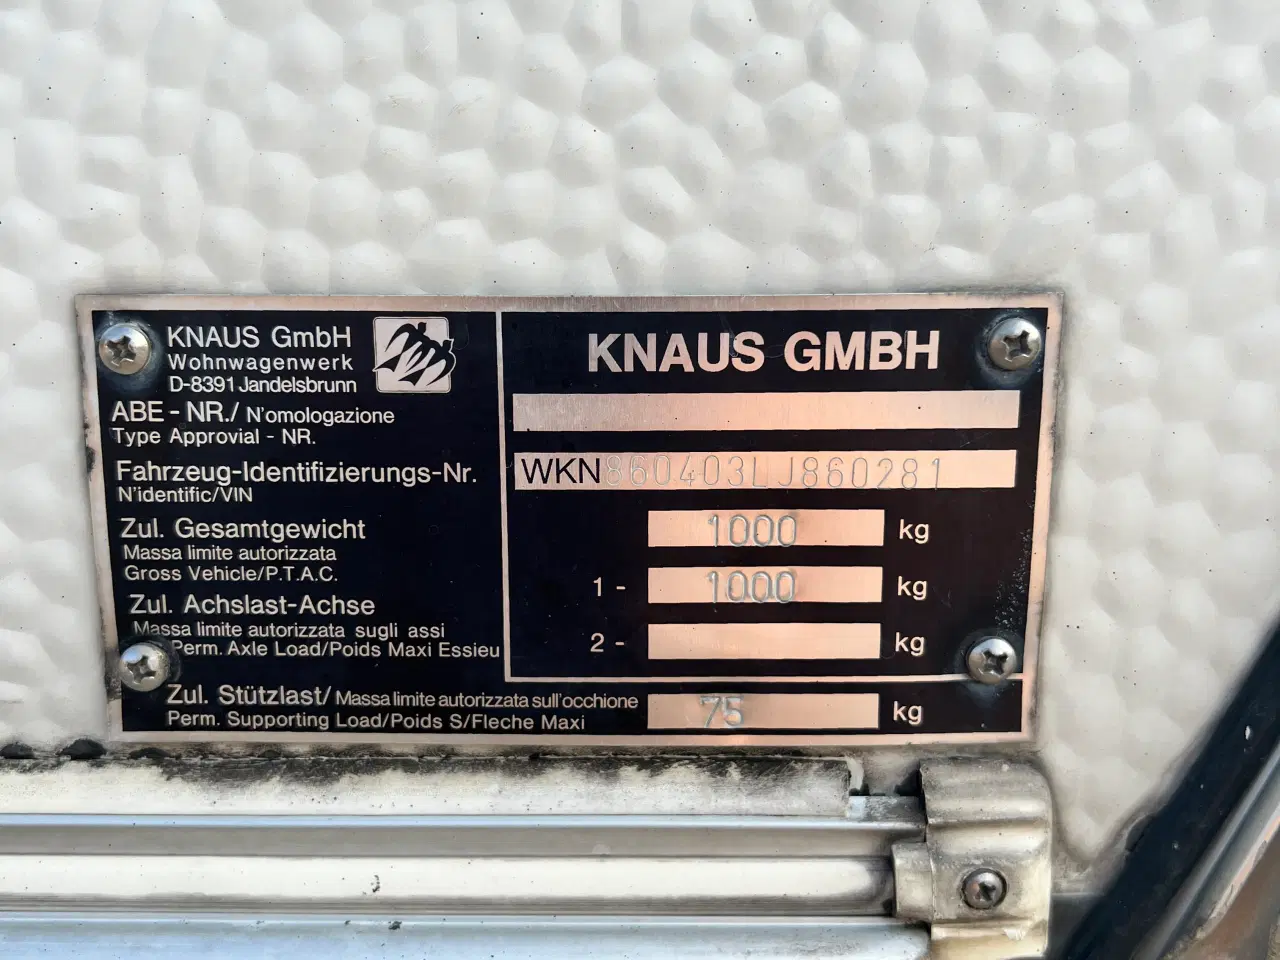 KNAUS GmbH
Wohnwagenwerk
D-8391 Jandelsbrunn
KNAUS GMBH
ABE - NR./ N'omologazione
Type Approvial - NR.
Fahrzeug-Identifizierungs-Nr.
N'identific/VIN
WKN860403LJ860281
Zul. Gesamtgewicht
Massa limite autorizzata
Gross Vehicle/P.T.A.C.
1000 kg
Zul. Achslast-Achse
Massa limite autorizzata sugli assi
Perm. Axle Load/Poids Maxi Essieu
1 - 1000 kg
2 - kg
Zul. Stützlast/ Massa limite autorizzata sull'occhione
Perm. Supporting Load/Poids S/Fleche Maxi
75 kg